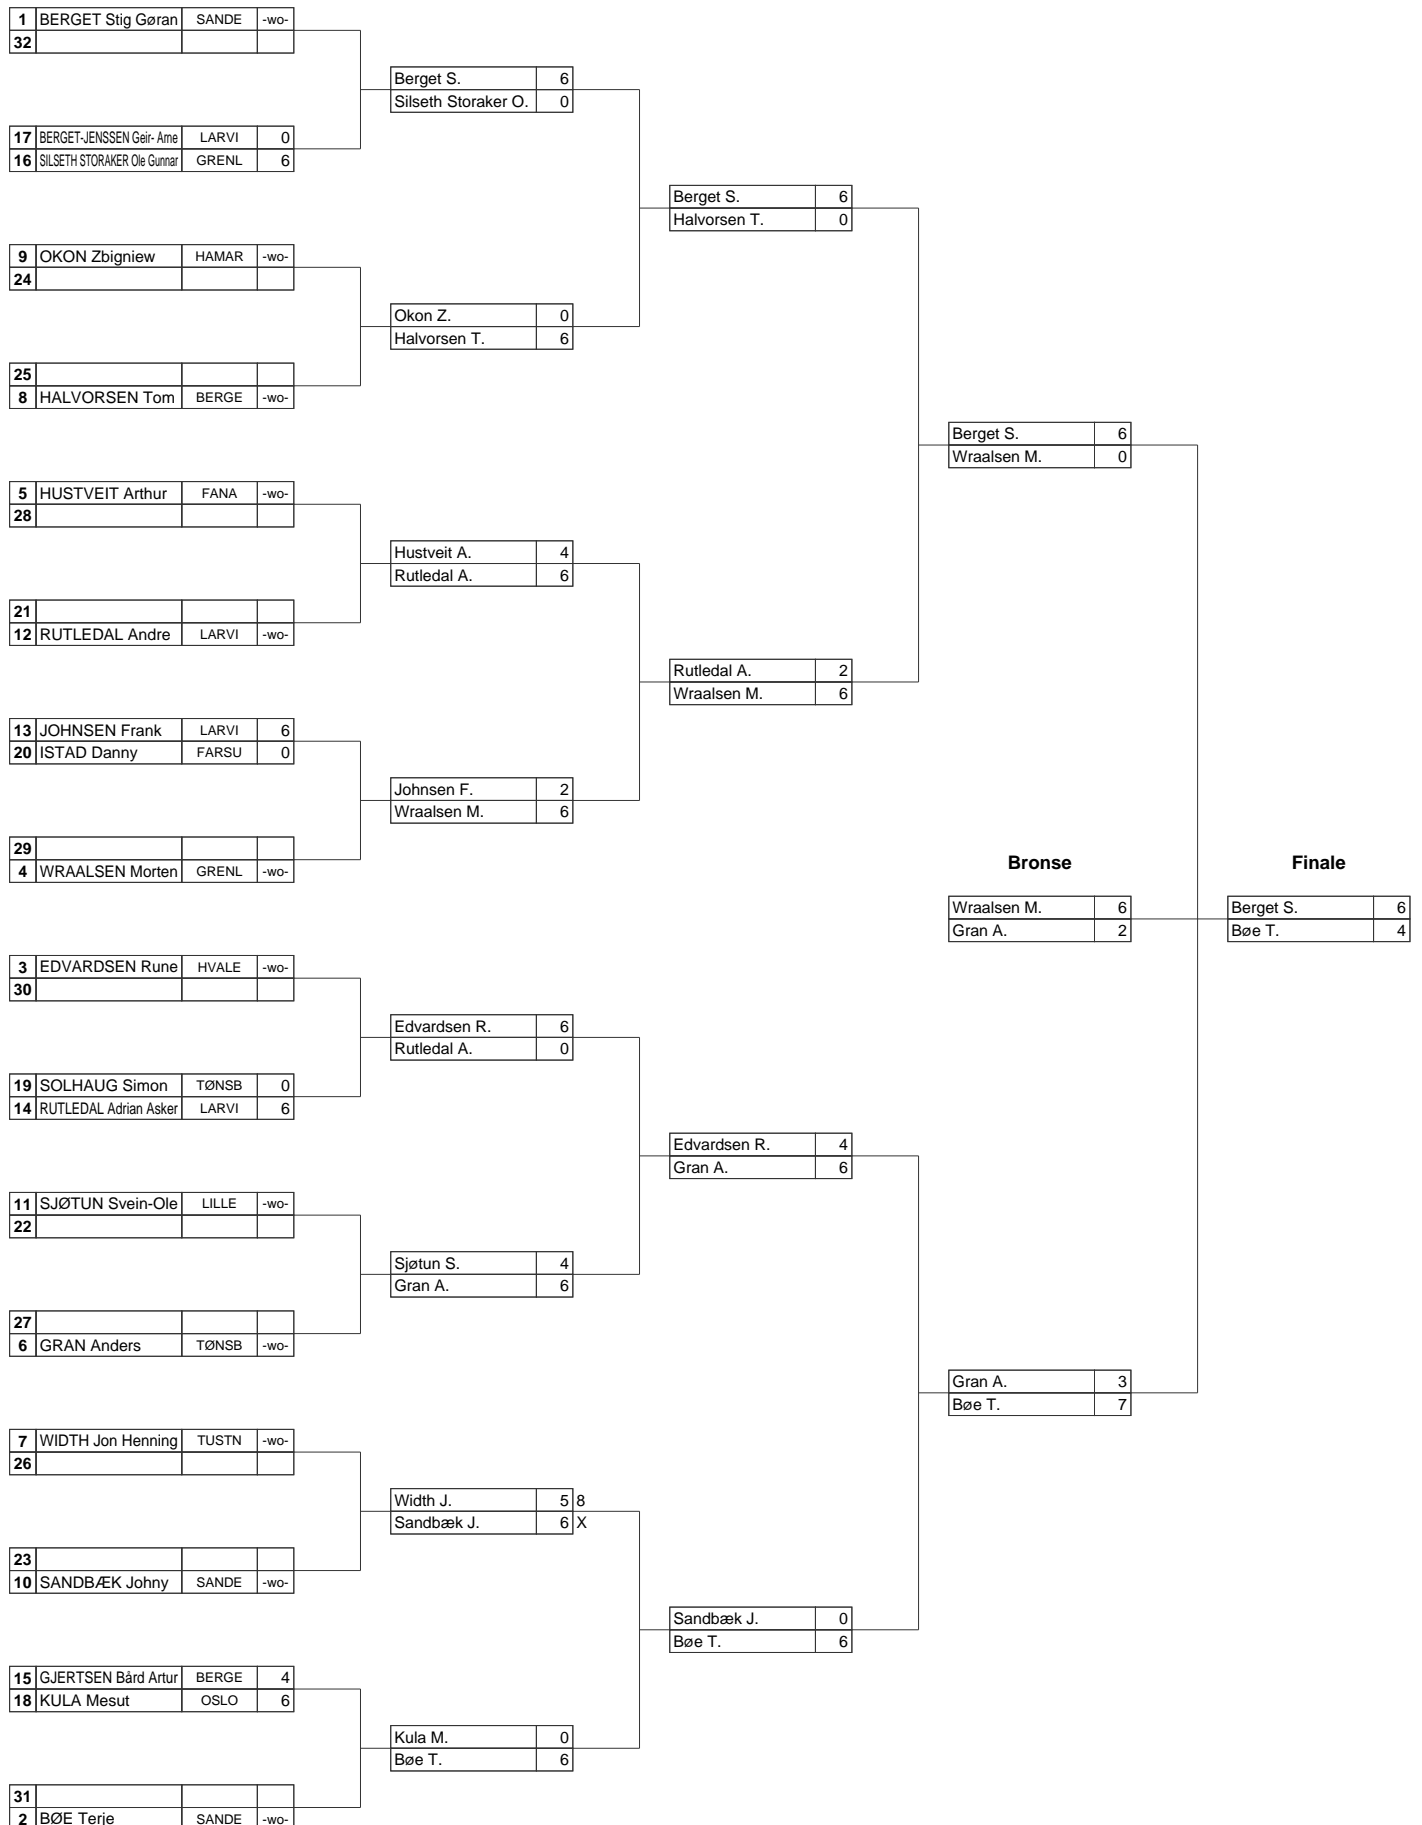 1 BERGET Stig Gøran SANDE -wo-
32
Berget S. 6
Silseth Storaker O. 0
17 BERGET-JENSSEN Geir- Arne LARVI 0
16 SILSETH STORAKER Ole Gunnar GRENL 6
Berget S. 6
Halvorsen T. 0
9 OKON Zbigniew HAMAR -wo-
24
Okon Z. 0
Halvorsen T. 6
25
8 HALVORSEN Tom BERGE -wo-
Berget S. 6
Wraalsen M. 0
5 HUSTVEIT Arthur FANA -wo-
28
Hustveit A. 4
Rutledal A. 6
21
12 RUTLEDAL Andre LARVI -wo-
Rutledal A. 2
Wraalsen M. 6
13 JOHNSEN Frank LARVI 6
20 ISTAD Danny FARSU 0
Johnsen F. 2
Wraalsen M. 6
29
4 WRAALSEN Morten GRENL -wo-
Bronse Finale
Wraalsen M. 6 Berget S. 6
Gran A. 2 Bøe T. 4
3 EDVARDSEN Rune HVALE -wo-
30
Edvardsen R. 6
Rutledal A. 0
19 SOLHAUG Simon TØNSB 0
14 RUTLEDAL Adrian Asker LARVI 6
Edvardsen R. 4
Gran A. 6
11 SJØTUN Svein-Ole LILLE -wo-
22
Sjøtun S. 4
Gran A. 6
27
6 GRAN Anders TØNSB -wo-
Gran A. 3
Bøe T. 7
7 WIDTH Jon Henning TUSTN -wo-
26
Width J. 5 8
Sandbæk J. 6 X
23
10 SANDBÆK Johny SANDE -wo-
Sandbæk J. 0
Bøe T. 6
15 GJERTSEN Bård Artur BERGE 4
18 KULA Mesut OSLO 6
Kula M. 0
Bøe T. 6
31
2 BØE Terje SANDE -wo-